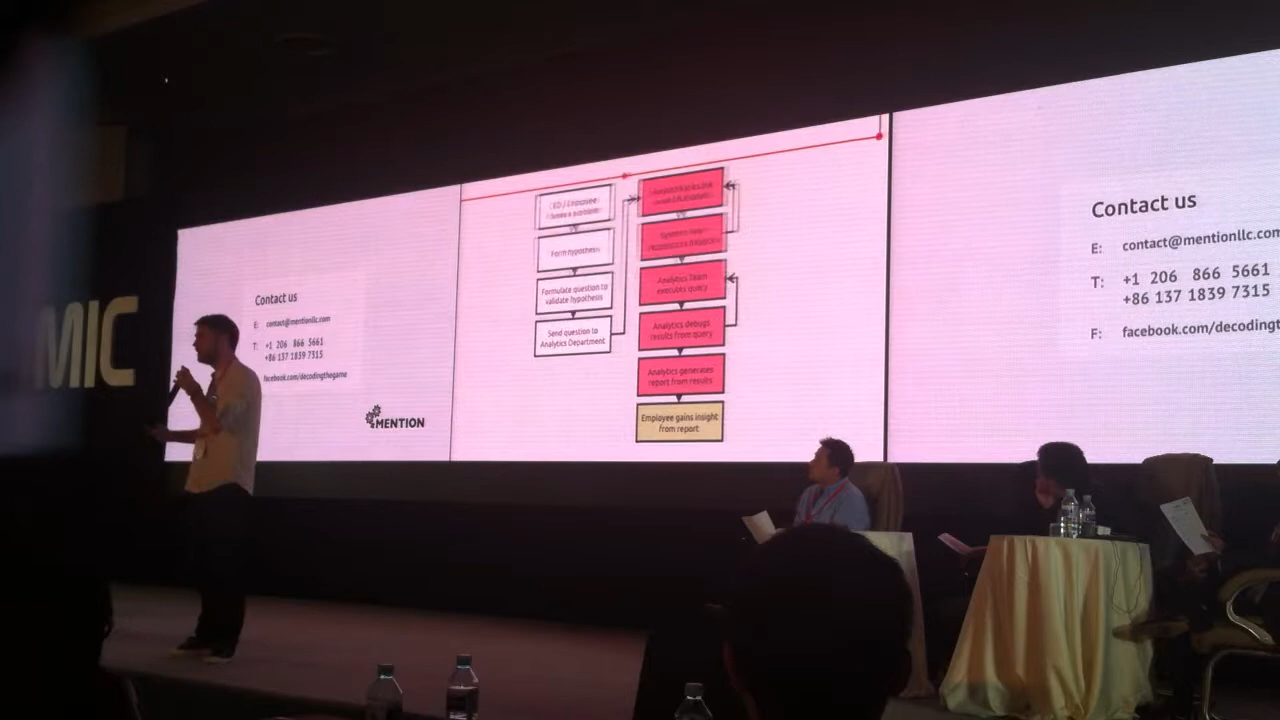 MIC
Contact us
E: contact@mentionllc.com
T: +1 206 866 5661
+86 137 1839 7315
facebook.com/decodingthegame
MENTION
CEO / Employee
Form hypothesis
Formulate question to
validate hypothesis
Send question to
Analytics Department
Analytics Team
executes query
Analytics debugs
results from query
Analytics generates
report from results
Employee gains insight
from report
Contact us
E: contact@mentionllc.com
T: +1 206 866 5661
+86 137 1839 7315
F: facebook.com/decodingt